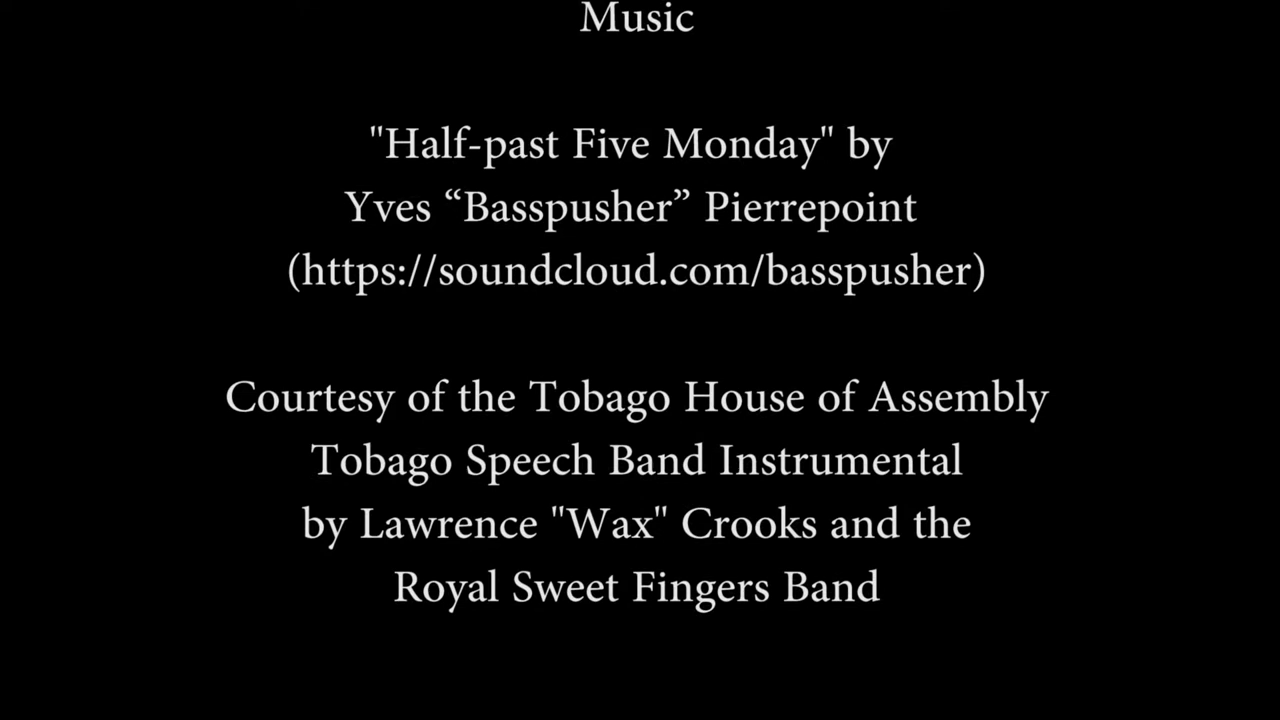 Music
"Half-past Five Monday" by
Yves “Basspusher” Pierrepoint
(https://soundcloud.com/basspusher)
Courtesy of the Tobago House of Assembly
Tobago Speech Band Instrumental
by Lawrence "Wax" Crooks and the
Royal Sweet Fingers Band